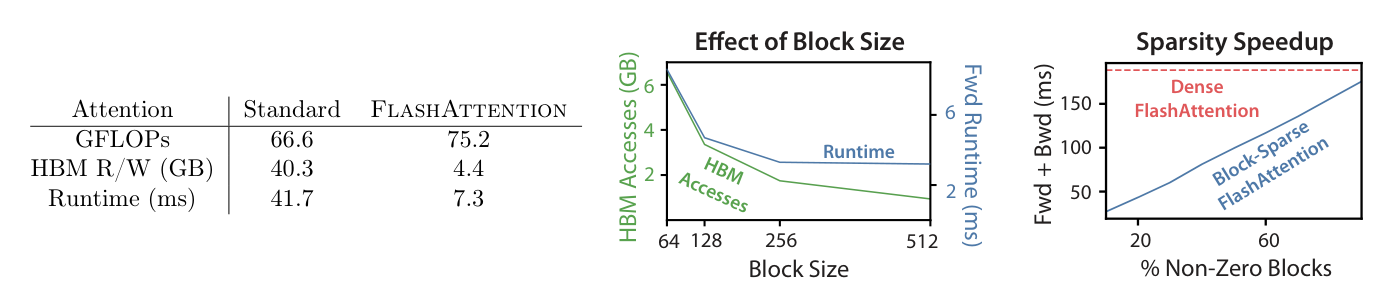 Attention Standard FLASHATTENTION
GFLOPs 66.6 75.2
HBM R/W (GB) 40.3 4.4
Runtime (ms) 41.7 7.3
Effect of Block Size
HBM Accesses (GB)
6
4
2
Runtime
HBM
Accesses
6
2
Fwd Runtime (ms)
64 128 256 512
Block Size
Sparsity Speedup
Fwd + Bwd (ms)
150
100
50
Dense
FlashAttention
Block-Sparse
FlashAttention
20 60
% Non-Zero Blocks